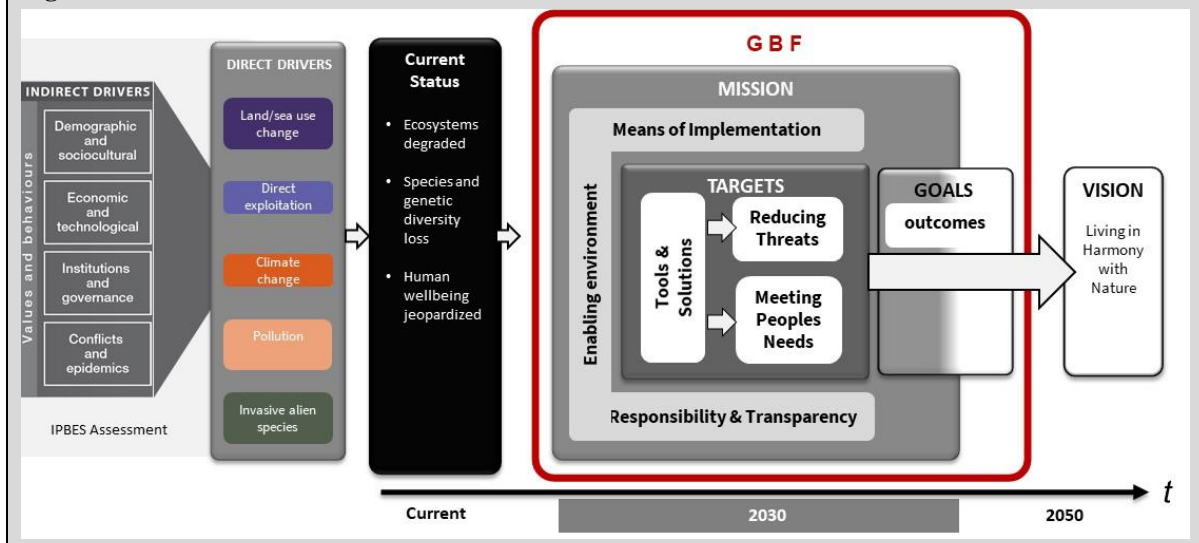 INDIRECT DRIVERS
Values and behaviours
Demographic
and
sociocultural
Economic
and
technological
Institutions
and
governance
Conflicts
and
epidemics
IPBES Assessment
DIRECT DRIVERS
Land/sea use
change
Direct
exploitation
Climate
change
Pollution
Invasive alien
species
Current
Status
• Ecosystems
degraded
• Species and
genetic
diversity
loss
• Human
wellbeing
jeopardized
G B F
MISSION
Means of Implementation
Enabling environment
TARGETS
Tools &
Solutions
Reducing
Threats
Meeting
Peoples
Needs
Responsibility & Transparency
GOALS
outcomes
VISION
Living in
Harmony
with
Nature
t
Current
2030
2050